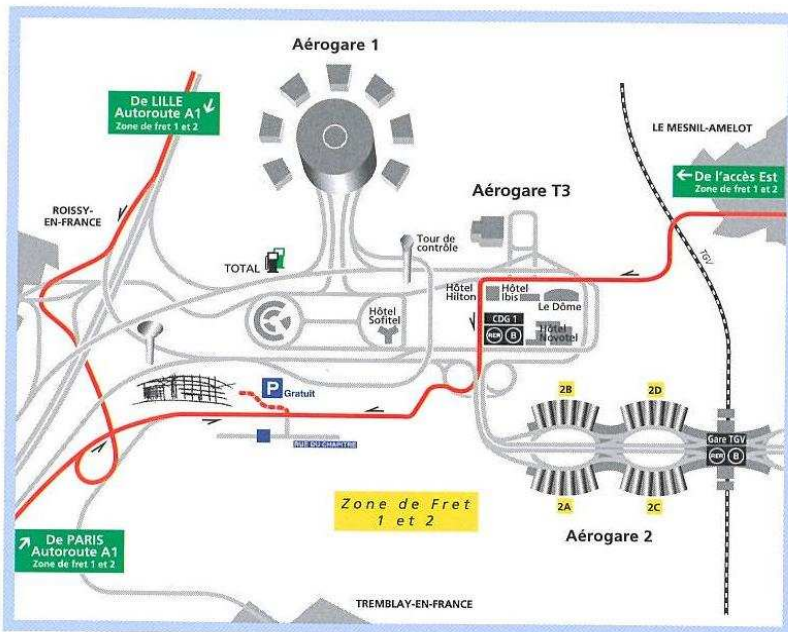 Aérogare 1
De LILLE
Autoroute A1
Zone de fret 1 et 2
LE MESNIL-AMELOT
De l'accès Est
Zone de fret 1 et 2
Aérogare T3
ROISSY-
EN-FRANCE
Tour de
contrôle
TOTAL
TGV
Hôtel
Hilton
Hôtel
Ibis
Le Dôme
Hôtel
Sofitel
CDG 1
RER B
Hôtel
Novotel
P
Gratuit
2B
2D
RUE DU CHAPITRE
Gare TGV
RER B
2A
2C
Zone de Fret
1 et 2
Aérogare 2
De PARIS
Autoroute A1
Zone de fret 1 et 2
TREMBLAY-EN-FRANCE